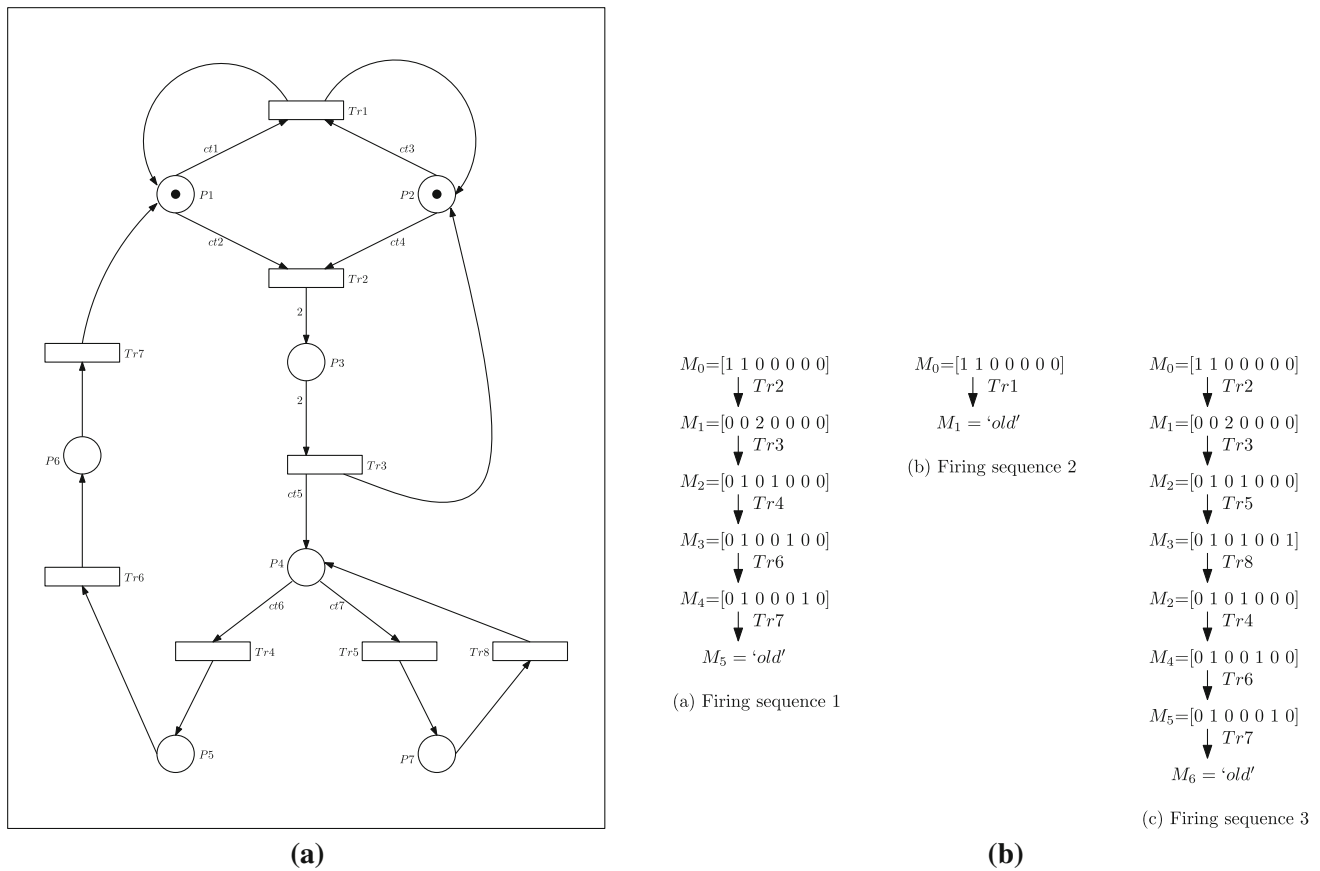 Tr1
ct1
ct3
P1
P2
ct2
ct4
Tr2
2
P3
Tr7
2
P6
Tr3
ct5
P4
Tr6
ct6
ct7
Tr4
Tr5
Tr8
P5
P7
(a)
M0=[1 1 0 0 0 0 0]
Tr2
M1=[0 0 2 0 0 0 0]
Tr3
M2=[0 1 0 1 0 0 0]
Tr4
M3=[0 1 0 0 1 0 0]
Tr6
M4=[0 1 0 0 0 1 0]
Tr7
M5 = ‘old′
(a) Firing sequence 1
M0=[1 1 0 0 0 0 0]
Tr1
M1 = ‘old′
(b) Firing sequence 2
M0=[1 1 0 0 0 0 0]
Tr2
M1=[0 0 2 0 0 0 0]
Tr3
M2=[0 1 0 1 0 0 0]
Tr5
M3=[0 1 0 1 0 0 1]
Tr8
M2=[0 1 0 1 0 0 0]
Tr4
M4=[0 1 0 0 1 0 0]
Tr6
M5=[0 1 0 0 0 1 0]
Tr7
M6 = ‘old′
(c) Firing sequence 3
(b)